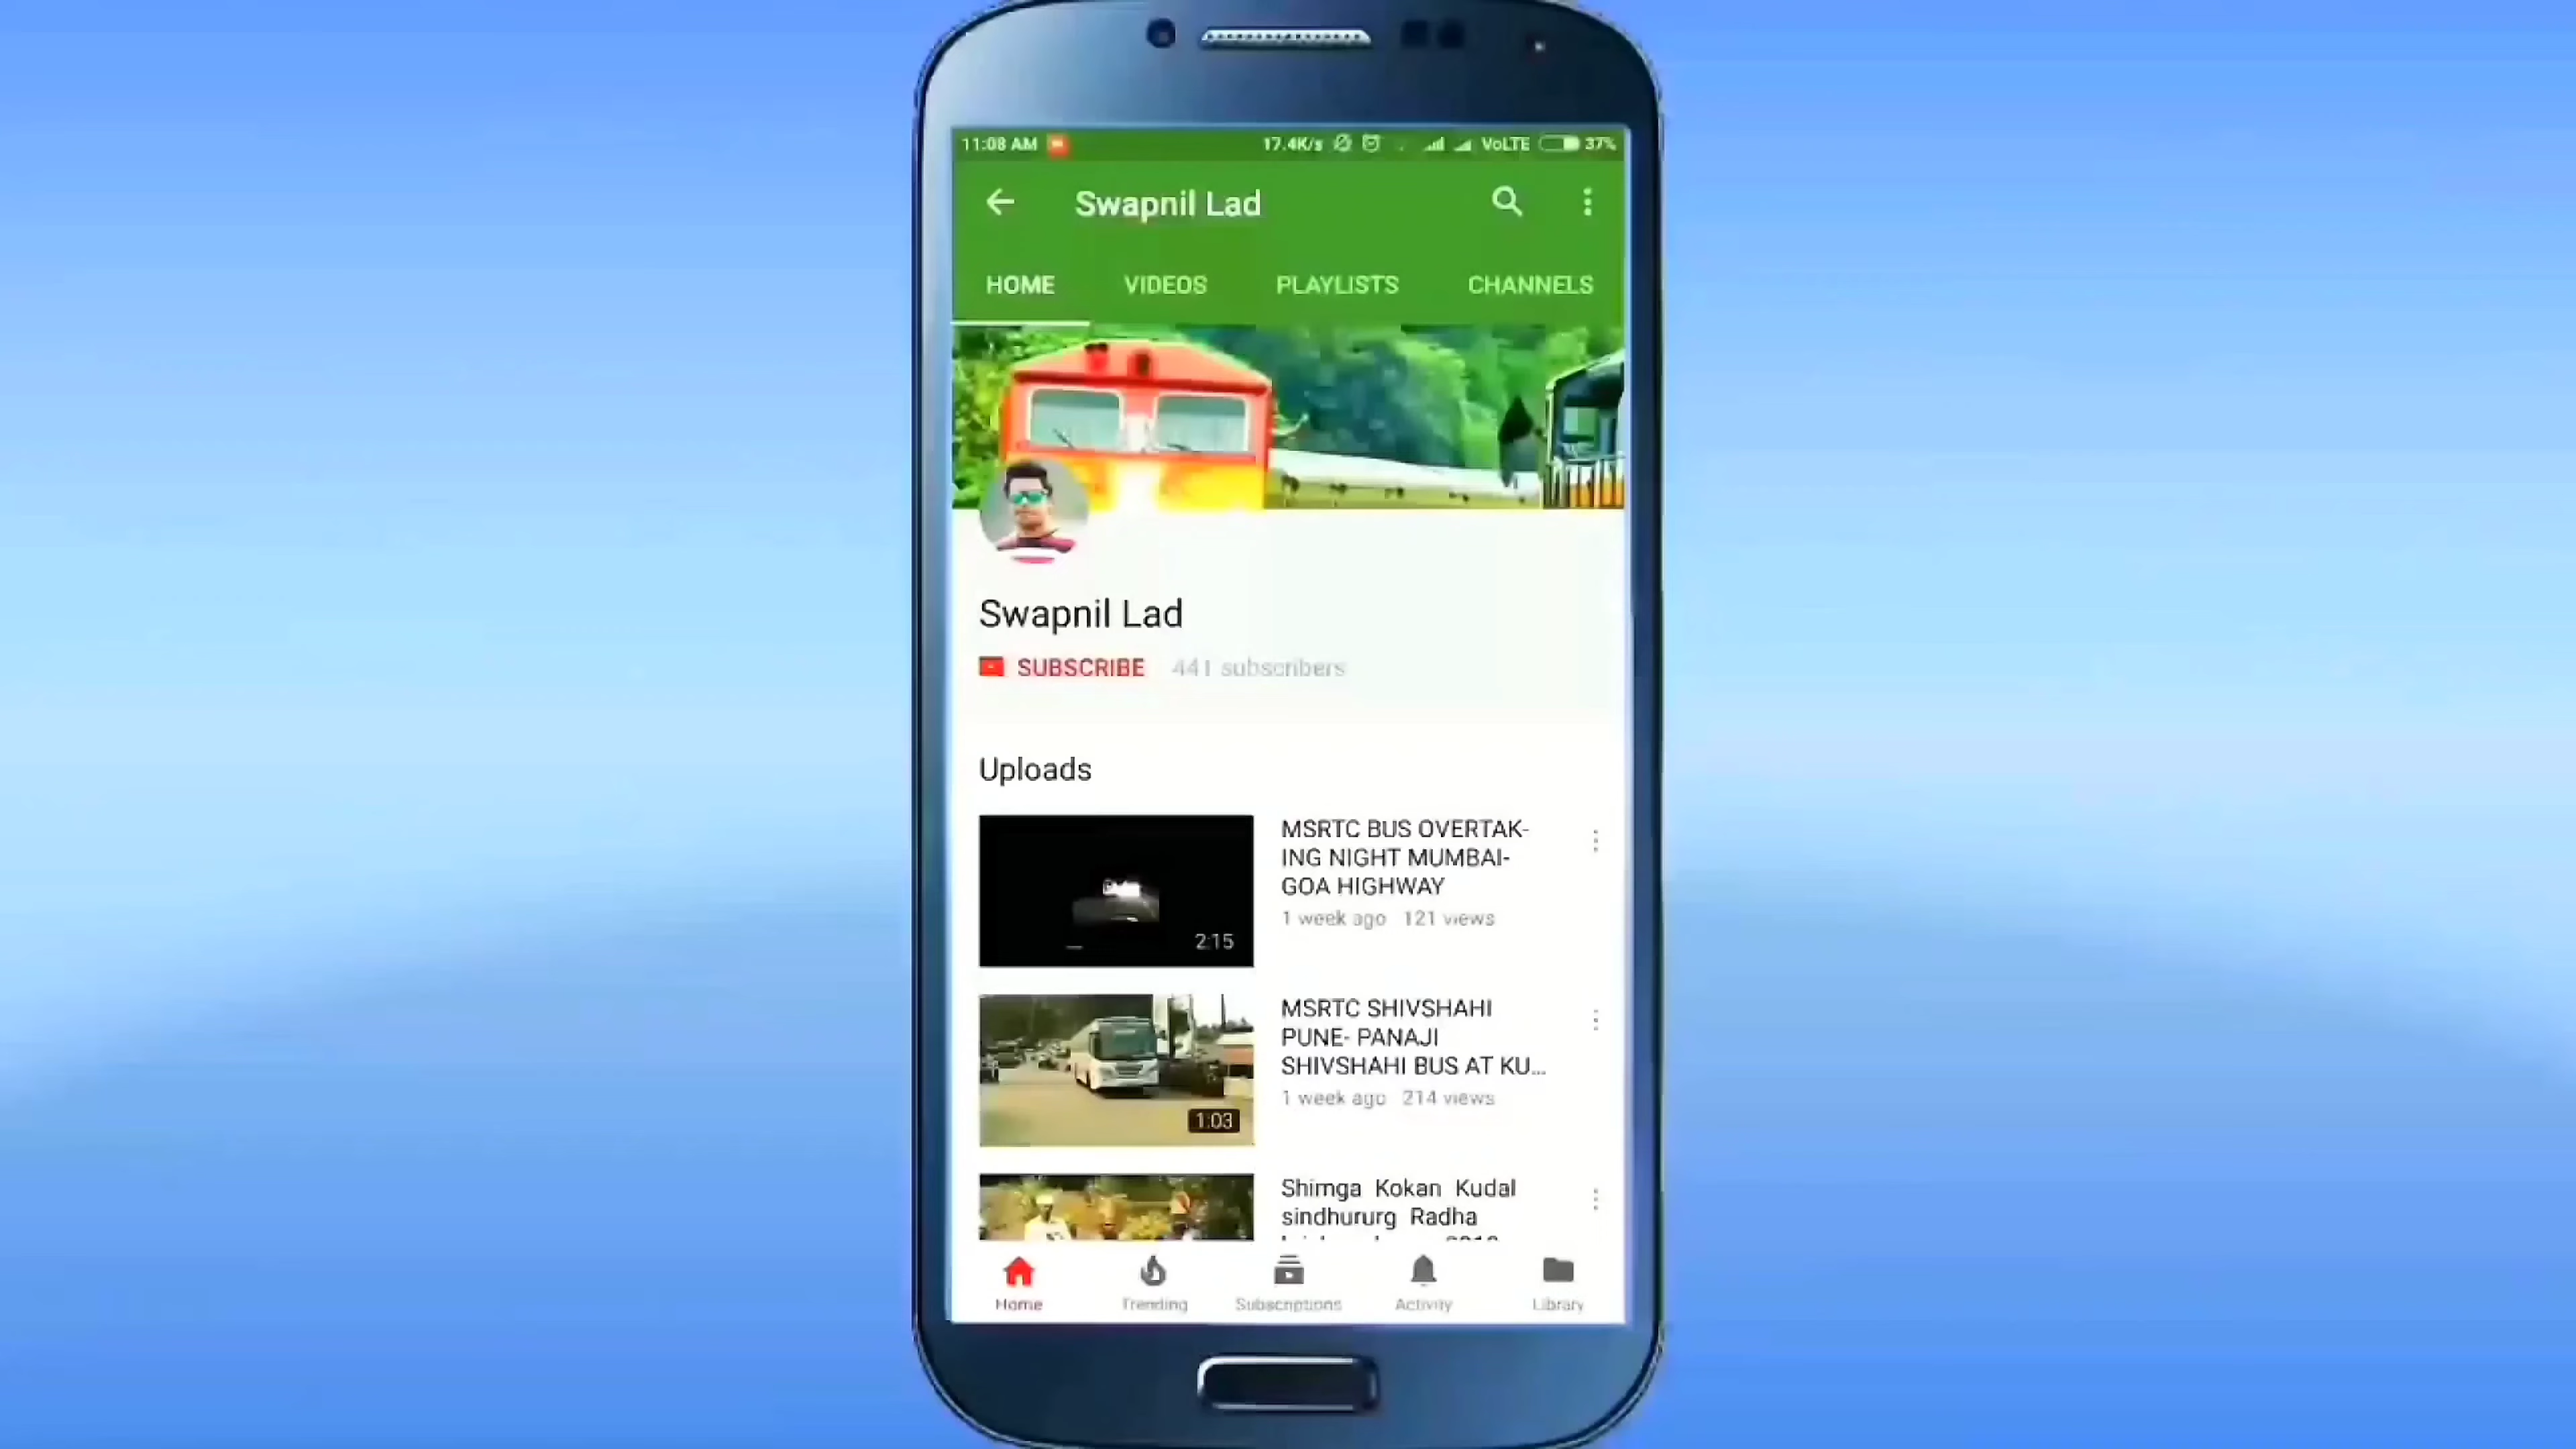 11:08 AM 17.4K/s VoLTE 37%
Swapnil Lad
HOME VIDEOS PLAYLISTS CHANNELS
Swapnil Lad
SUBSCRIBE 441 subscribers
Uploads
MSRTC BUS OVERTAK-
ING NIGHT MUMBAI-
GOA HIGHWAY
1 week ago 121 views
2:15
MSRTC SHIVSHAHI
PUNE- PANAJI
SHIVSHAHI BUS AT KU...
1 week ago 214 views
1:03
Shimga Kokan Kudal
sindhururg Radha
Home Trending Subscriptions Activity Library